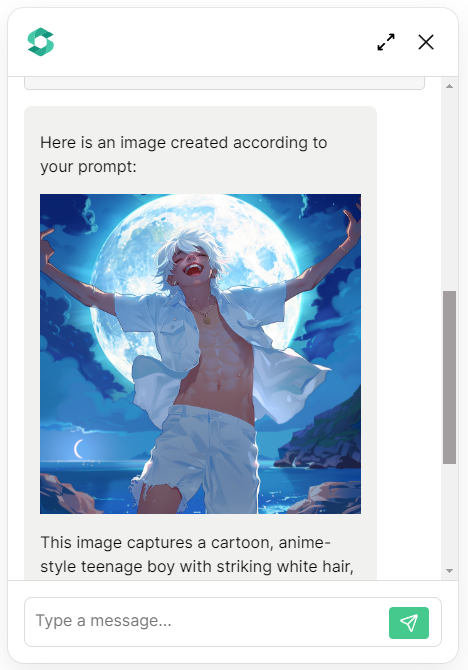 Here is an image created according to
your prompt:
This image captures a cartoon, anime-
style teenage boy with striking white hair,
Type a message...